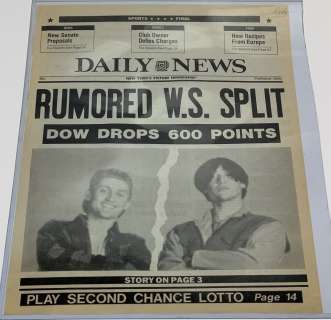 SPORTS FINAL
New Senate
Proposals
Club Owner
Denies Charges
New Gadgets
From Europe
DAILY NEWS
NEW YORK'S PICTURE NEWSPAPER
RUMORED W.S. SPLIT
DOW DROPS 600 POINTS
STORY ON PAGE 3
PLAY SECOND CHANCE LOTTO Page 14